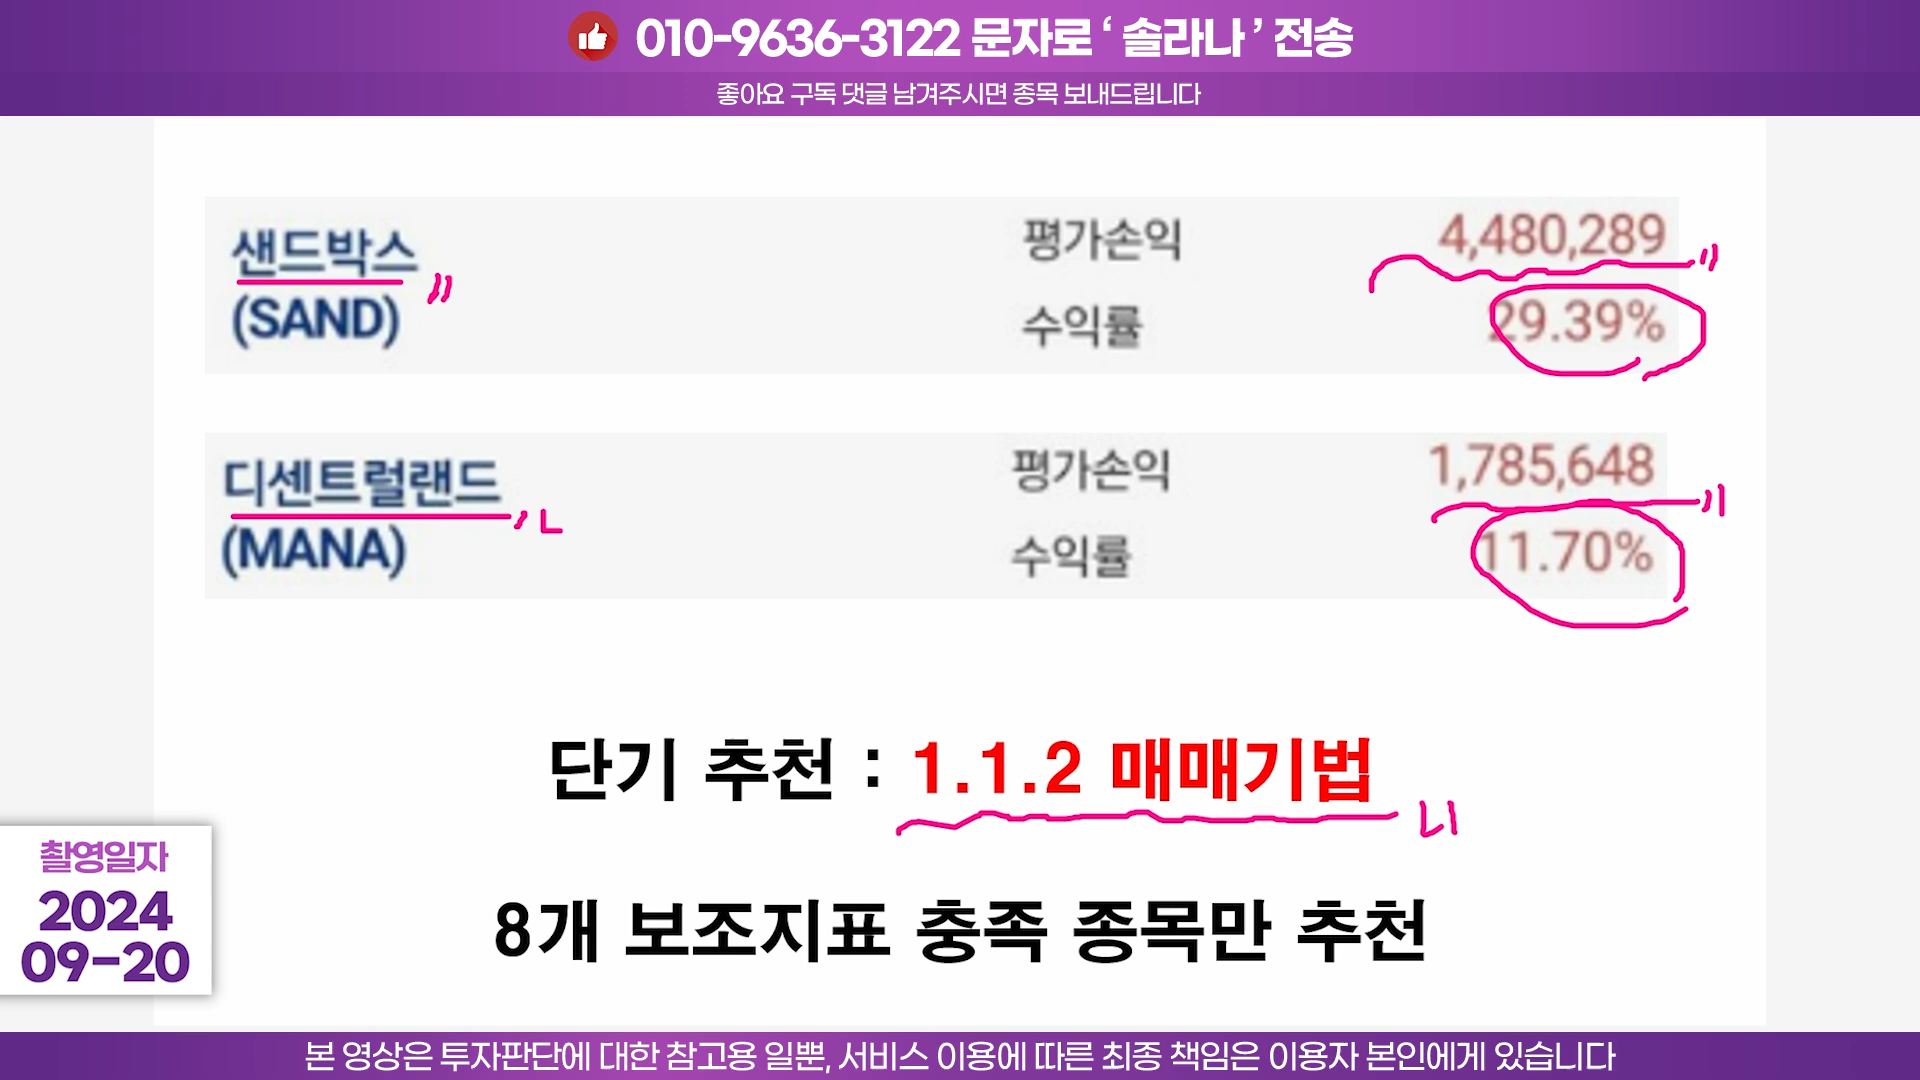 010-9636-3122 문자로 ‘ 솔라나 ’ 전송
좋아요 구독 댓글 남겨주시면 종목 보내드립니다
샌드박스
(SAND)
평가손익 4,480,289
수익률 29.39%
디센트럴랜드
(MANA)
평가손익 1,785,648
수익률 11.70%
단기 추천 : 1.1.2 매매기법
8개 보조지표 충족 종목만 추천
촬영일자
2024
09-20
본 영상은 투자판단에 대한 참고용 일뿐, 서비스 이용에 따른 최종 책임은 이용자 본인에게 있습니다